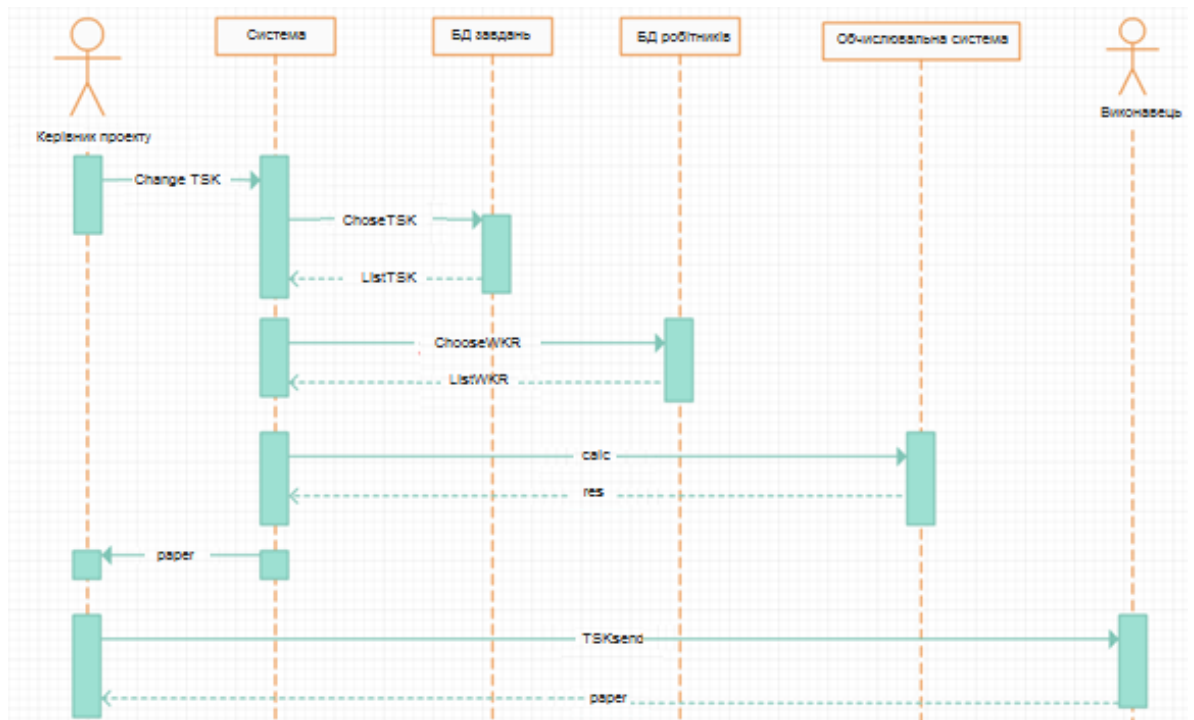 Система
БД завдань
БД робітників
Обчислювальна система
Виконавець
Керівник проекту
Change TSK
ChoseTSK
ListTSK
ChooseWKR
ListWKR
calc
res
paper
TSKsend
paper